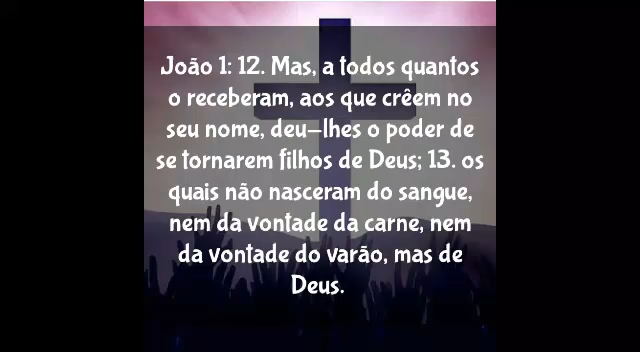 João 1: 12. Mas, a todos quantos
o receberam, aos que crêem no
seu nome, deu-lhes o poder de
se tornarem filhos de Deus; 13. os
quais não nasceram do sangue,
nem da vontade da carne, nem
da vontade do varão, mas de
Deus.